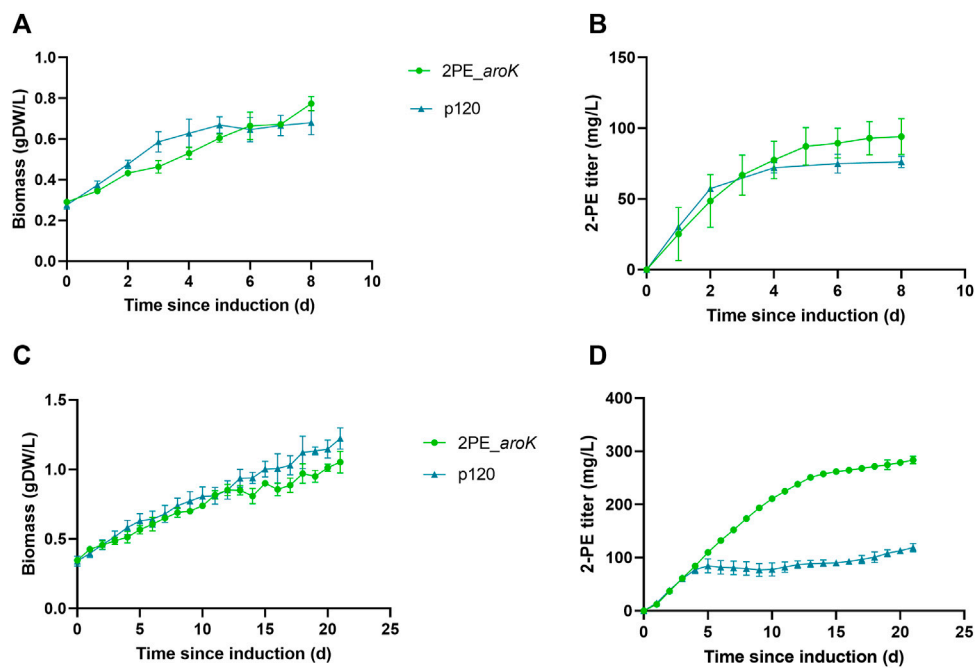 A
Biomass (gDW/L)
1.0
0.8
0.6
0.4
0.2
0.0
0 2 4 6 8 10
Time since induction (d)
2PE_aroK
p120
B
2-PE titer (mg/L)
150
100
50
0
0 2 4 6 8 10
Time since induction (d)
C
Biomass (gDW/L)
1.5
1.0
0.5
0.0
0 5 10 15 20 25
Time since induction (d)
2PE_aroK
p120
D
2-PE titer (mg/L)
400
300
200
100
0
0 5 10 15 20 25
Time since induction (d)